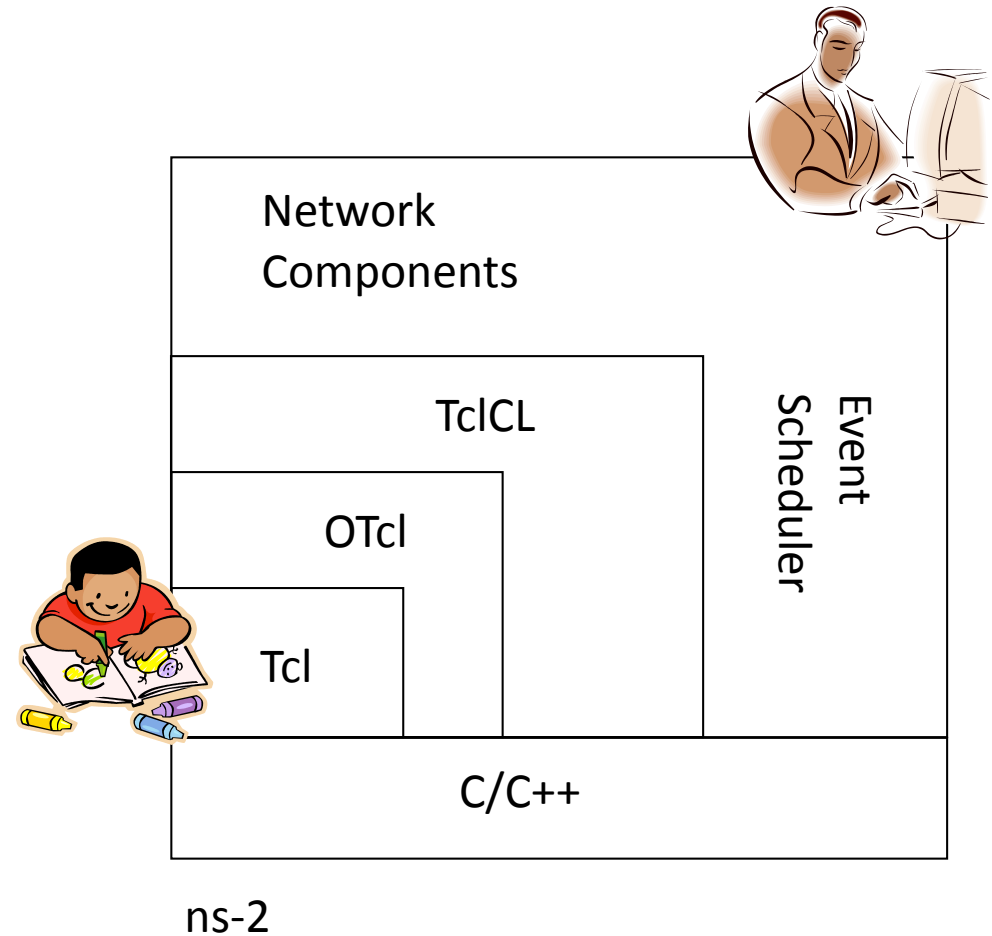 Network
Components
TclCL
Event
Scheduler
OTcl
Tcl
C/C++
ns-2